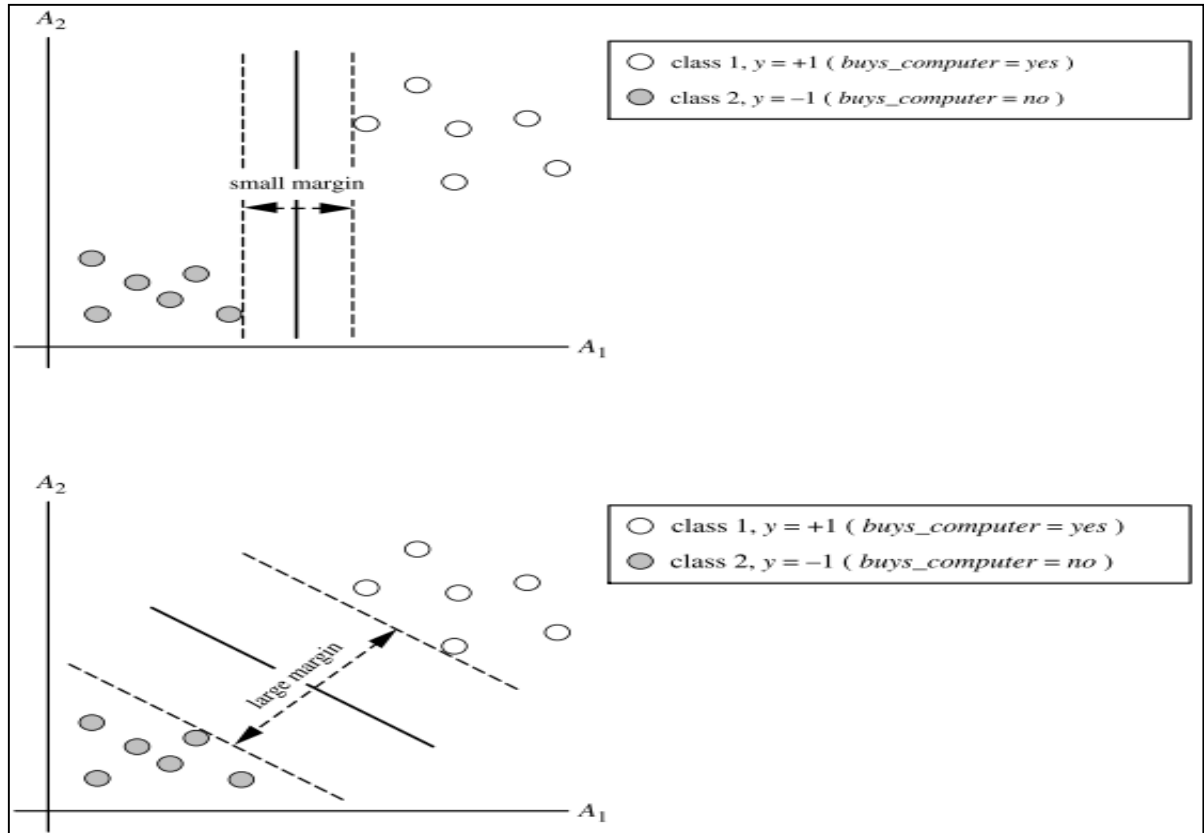 A₂
class 1, y = +1 ( buys_computer = yes )
class 2, y = –1 ( buys_computer = no )
small margin
A₁
A₂
class 1, y = +1 ( buys_computer = yes )
class 2, y = –1 ( buys_computer = no )
large margin
A₁